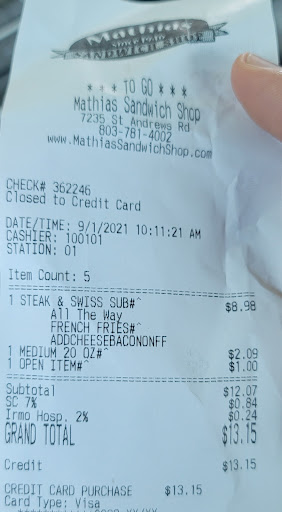 Mathias
SANDWICH SHOP
* * * TO GO * * *
Mathias Sandwich Shop
7235 St Andrews Rd
803-781-4002
www.MathiasSandwichShop.com
CHECK# 362246
Closed to Credit Card
DATE/TIME: 9/1/2021 10:11:21 AM
CASHIER: 100101
STATION: 01
Item Count: 5
1 STEAK & SWISS SUB#^ $8.98
All The Way
FRENCH FRIES#^
ADDCHEESEBACONONFF
1 MEDIUM 20 OZ#^ $2.09
1 OPEN ITEM#^ $1.00
Subtotal $12.07
SC 7% $0.84
Irmo Hosp. 2% $0.24
GRAND TOTAL $13.15
Credit $13.15
CREDIT CARD PURCHASE $13.15
Card Type: Visa